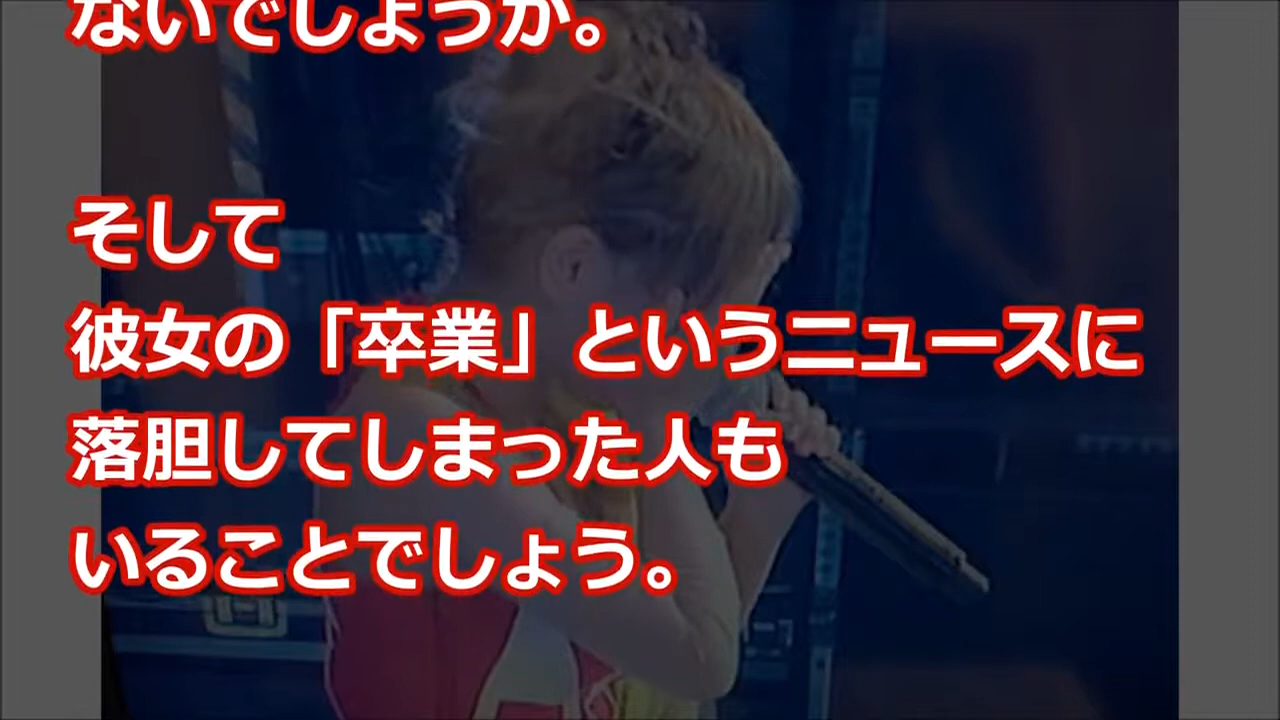 ないでしょうか。
そして
彼女の「卒業」というニュースに
落胆してしまった人も
いることでしょう。